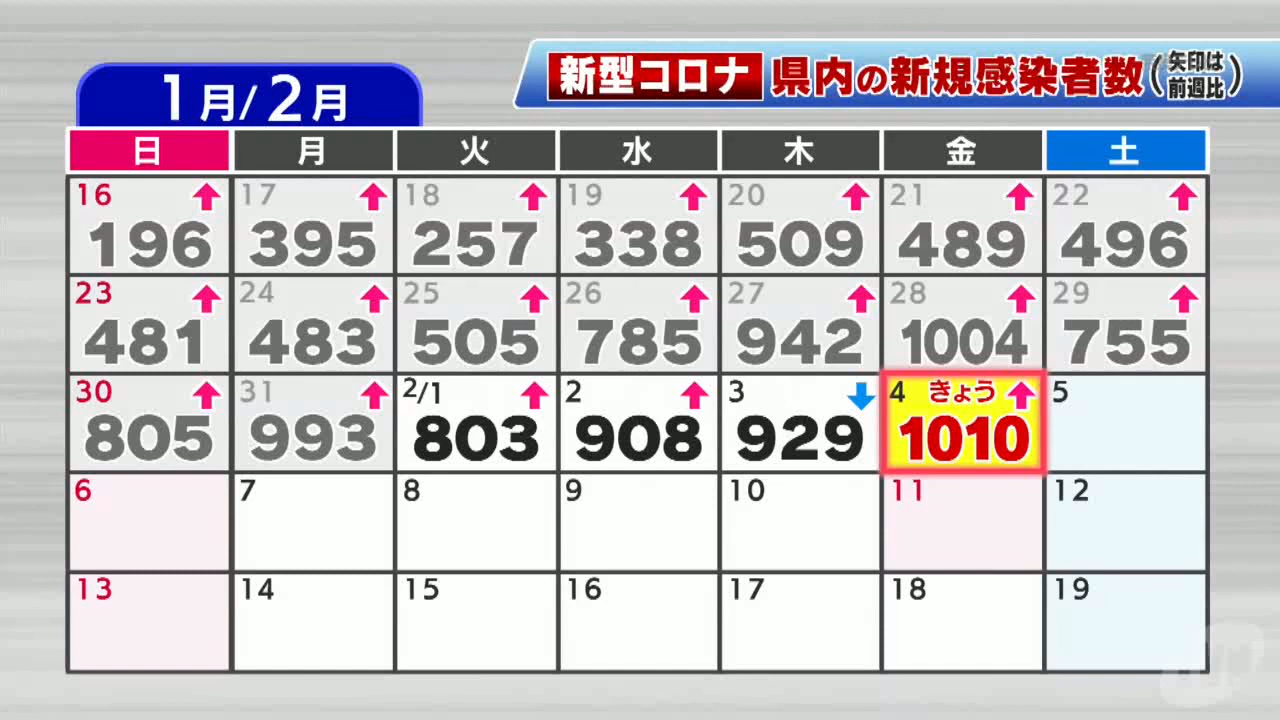 新型コロナ 県内の新規感染者数(矢印は前週比)
1月/2月
日 月 火 水 木 金 土
16 ↑ 17 ↑ 18 ↑ 19 ↑ 20 ↑ 21 ↑ 22 ↑
196 395 257 338 509 489 496
23 ↑ 24 ↑ 25 ↑ 26 ↑ 27 ↑ 28 ↑ 29 ↑
481 483 505 785 942 1004 755
30 ↑ 31 ↑ 2/1 ↑ 2 ↑ 3 ↓ 4 きょう ↑ 5
805 993 803 908 929 1010
6 7 8 9 10 11 12
13 14 15 16 17 18 19